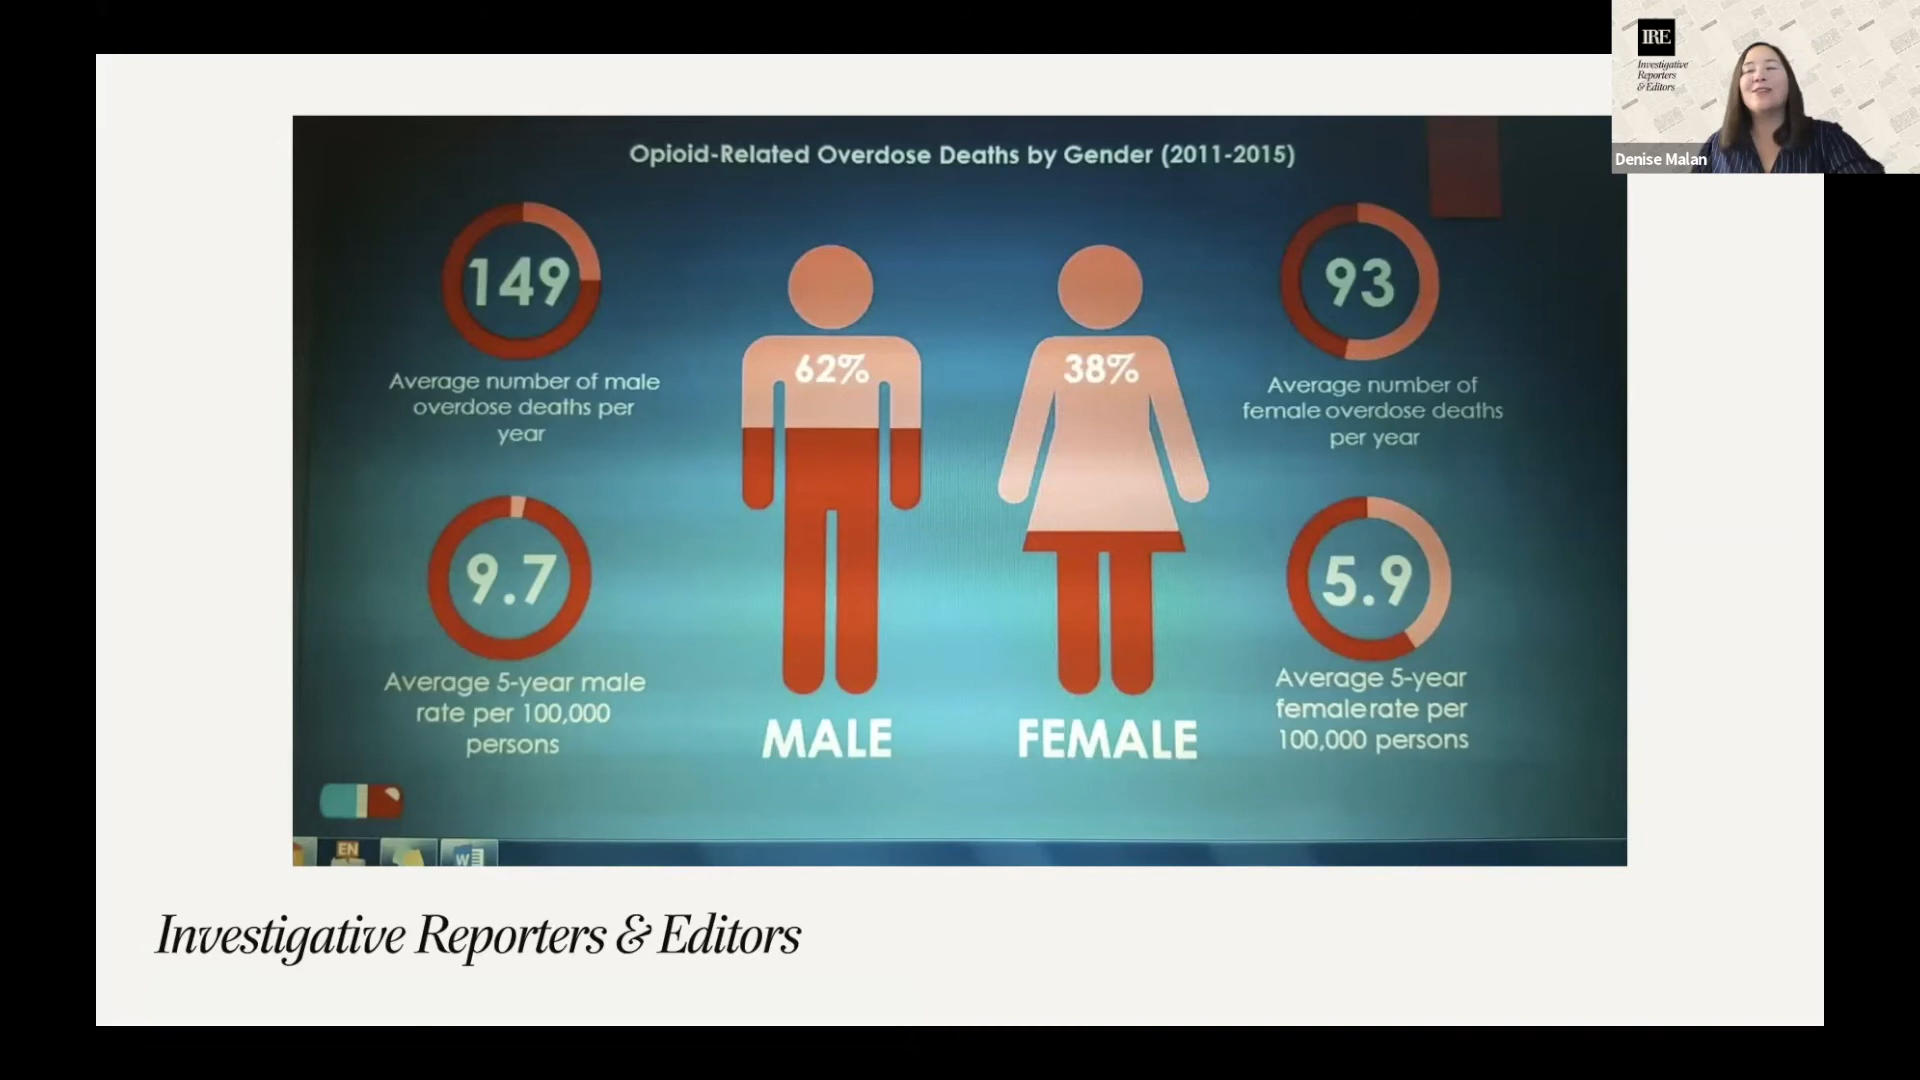 IRE
Investigative
Reporters
& Editors
Denise Malan
Opioid-Related Overdose Deaths by Gender (2011-2015)
149
Average number of male
overdose deaths per
year
9.7
Average 5-year male
rate per 100,000
persons
62%
MALE
38%
FEMALE
93
Average number of
female overdose deaths
per year
5.9
Average 5-year
female rate per
100,000 persons
EN
W
Investigative Reporters & Editors